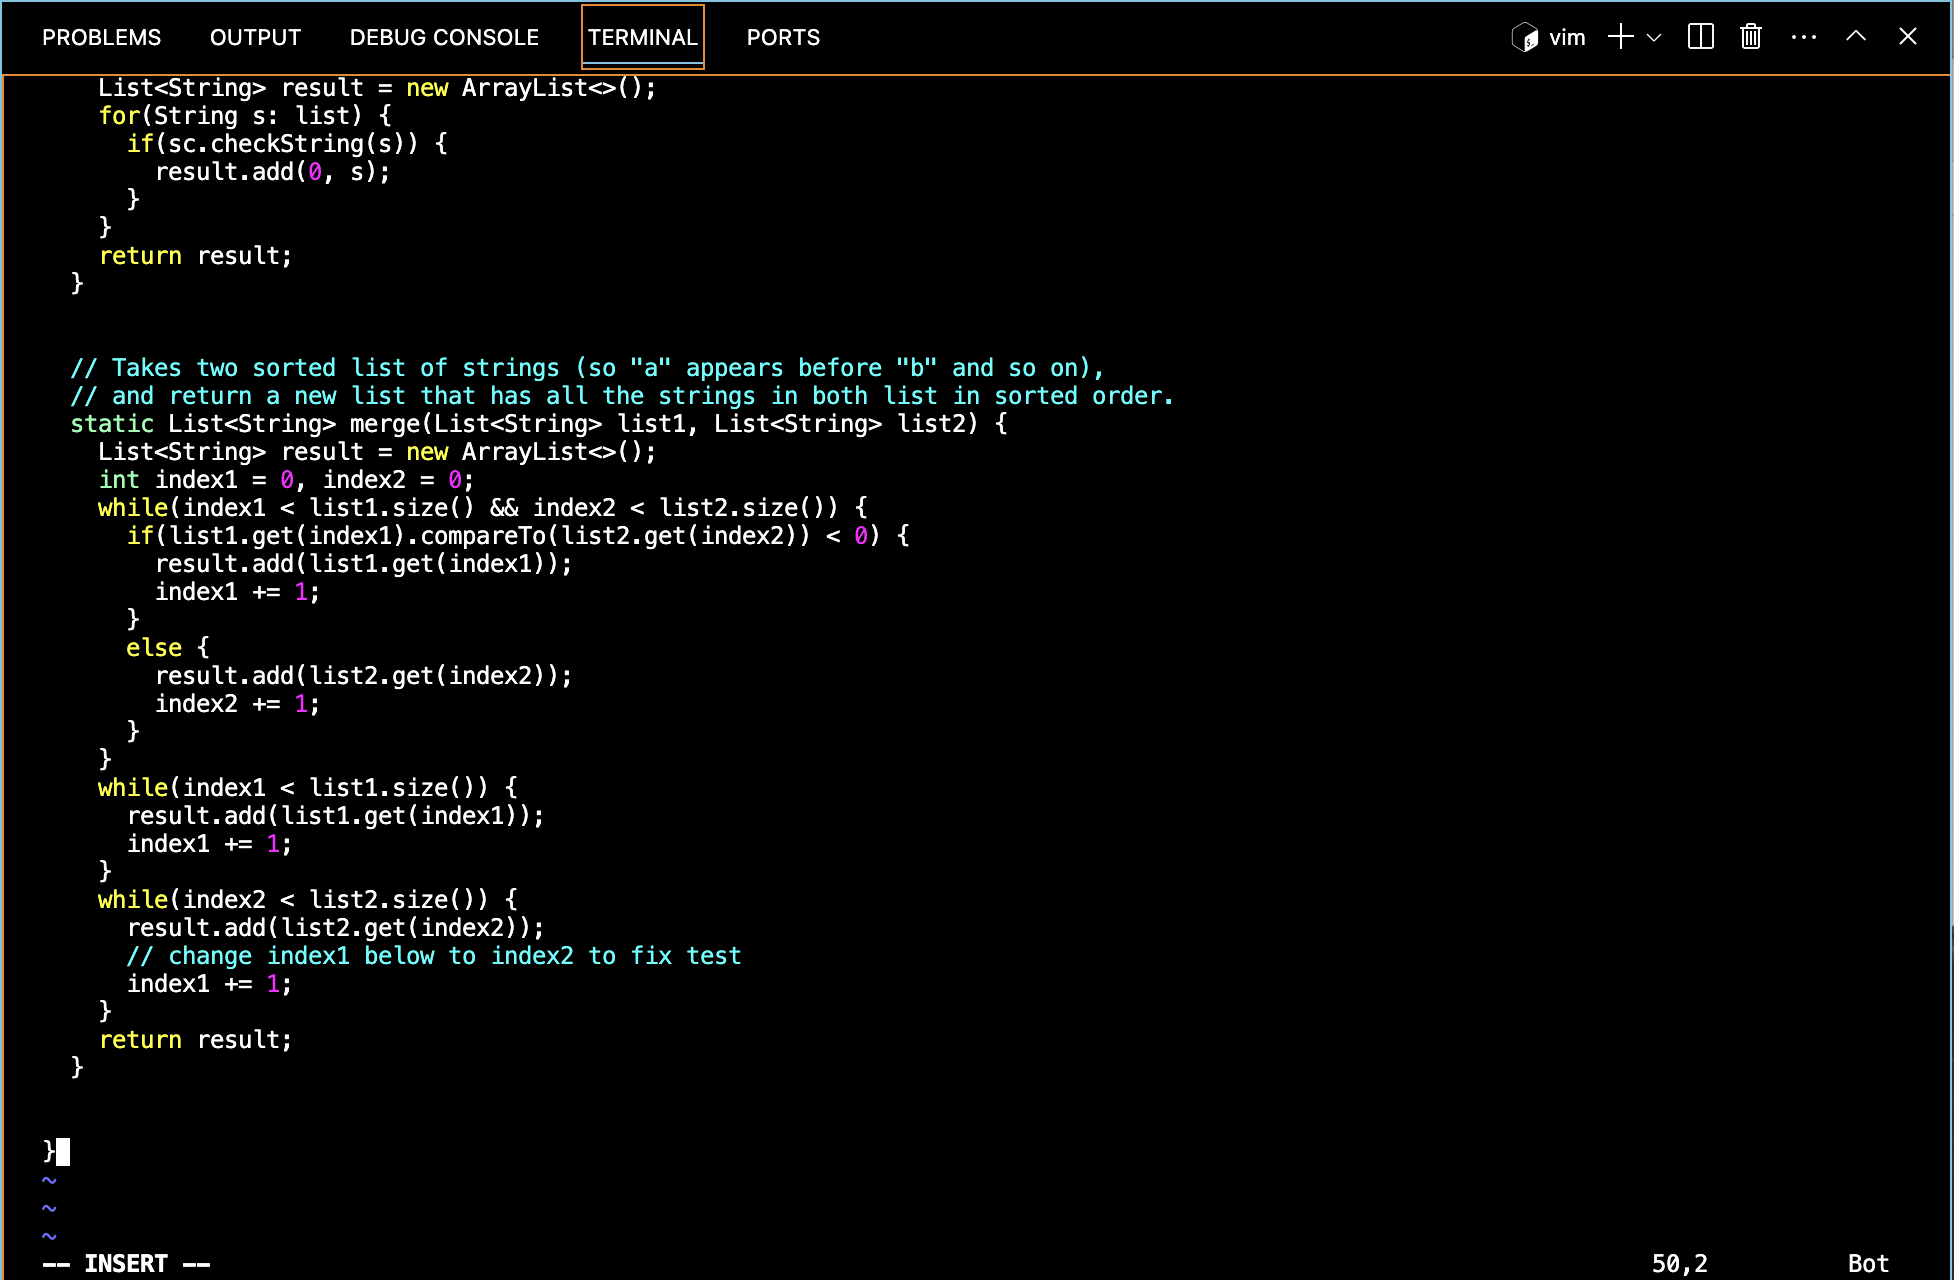 PROBLEMS OUTPUT DEBUG CONSOLE TERMINAL PORTS vim
    List<String> result = new ArrayList<>();
    for(String s: list) {
      if(sc.checkString(s)) {
        result.add(0, s);
      }
    }
    return result;
  }
  // Takes two sorted list of strings (so "a" appears before "b" and so on),
  // and return a new list that has all the strings in both list in sorted order.
  static List<String> merge(List<String> list1, List<String> list2) {
    List<String> result = new ArrayList<>();
    int index1 = 0, index2 = 0;
    while(index1 < list1.size() && index2 < list2.size()) {
      if(list1.get(index1).compareTo(list2.get(index2)) < 0) {
        result.add(list1.get(index1));
        index1 += 1;
      }
      else {
        result.add(list2.get(index2));
        index2 += 1;
      }
    }
    while(index1 < list1.size()) {
      result.add(list1.get(index1));
      index1 += 1;
    }
    while(index2 < list2.size()) {
      result.add(list2.get(index2));
      // change index1 below to index2 to fix test
      index1 += 1;
    }
    return result;
  }
}
~
~
~
-- INSERT -- 50,2 Bot